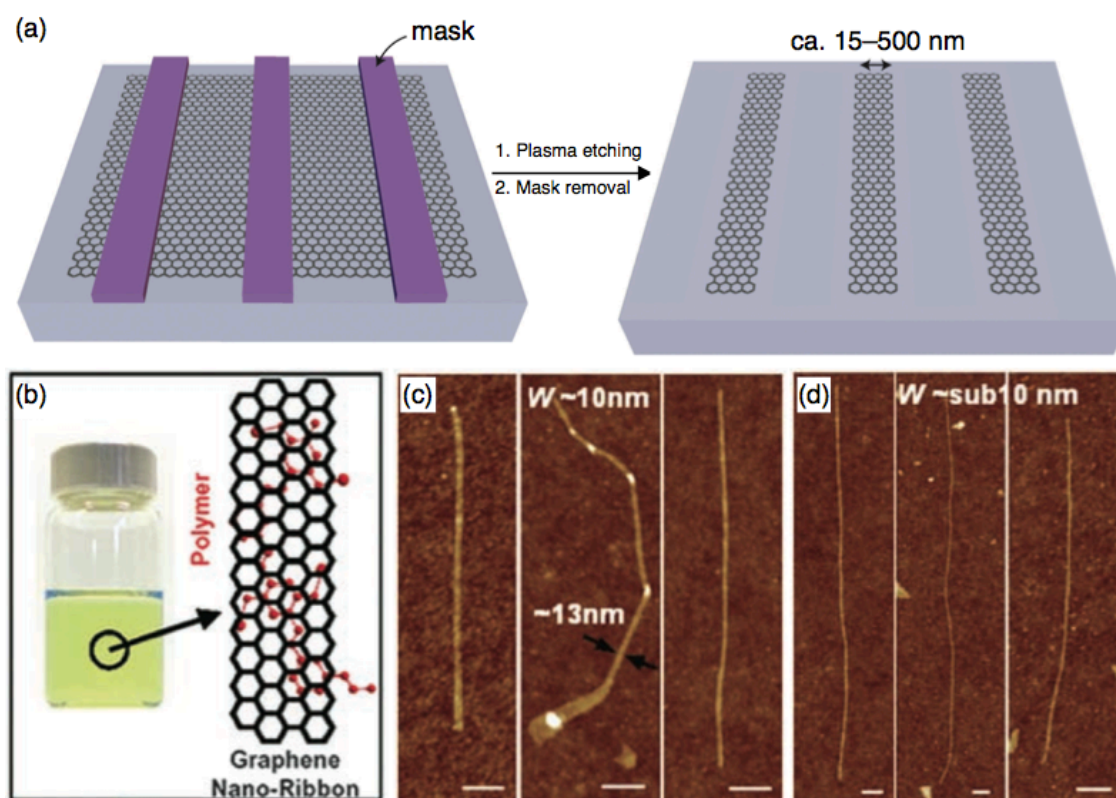 (a)
mask
ca. 15–500 nm
1. Plasma etching
2. Mask removal
(b)
Polymer
Graphene
Nano-Ribbon
(c)
W ~10nm
~13nm
(d)
W ~sub10 nm